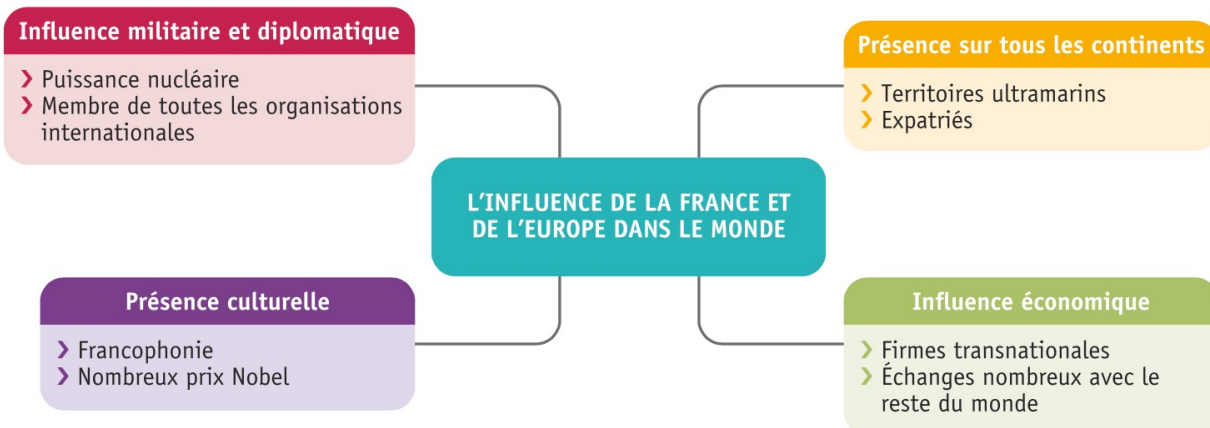 Influence militaire et diplomatique
❯ Puissance nucléaire
❯ Membre de toutes les organisations
internationales
Présence sur tous les continents
❯ Territoires ultramarins
❯ Expatriés
L'INFLUENCE DE LA FRANCE ET
DE L'EUROPE DANS LE MONDE
Présence culturelle
❯ Francophonie
❯ Nombreux prix Nobel
Influence économique
❯ Firmes transnationales
❯ Échanges nombreux avec le
reste du monde